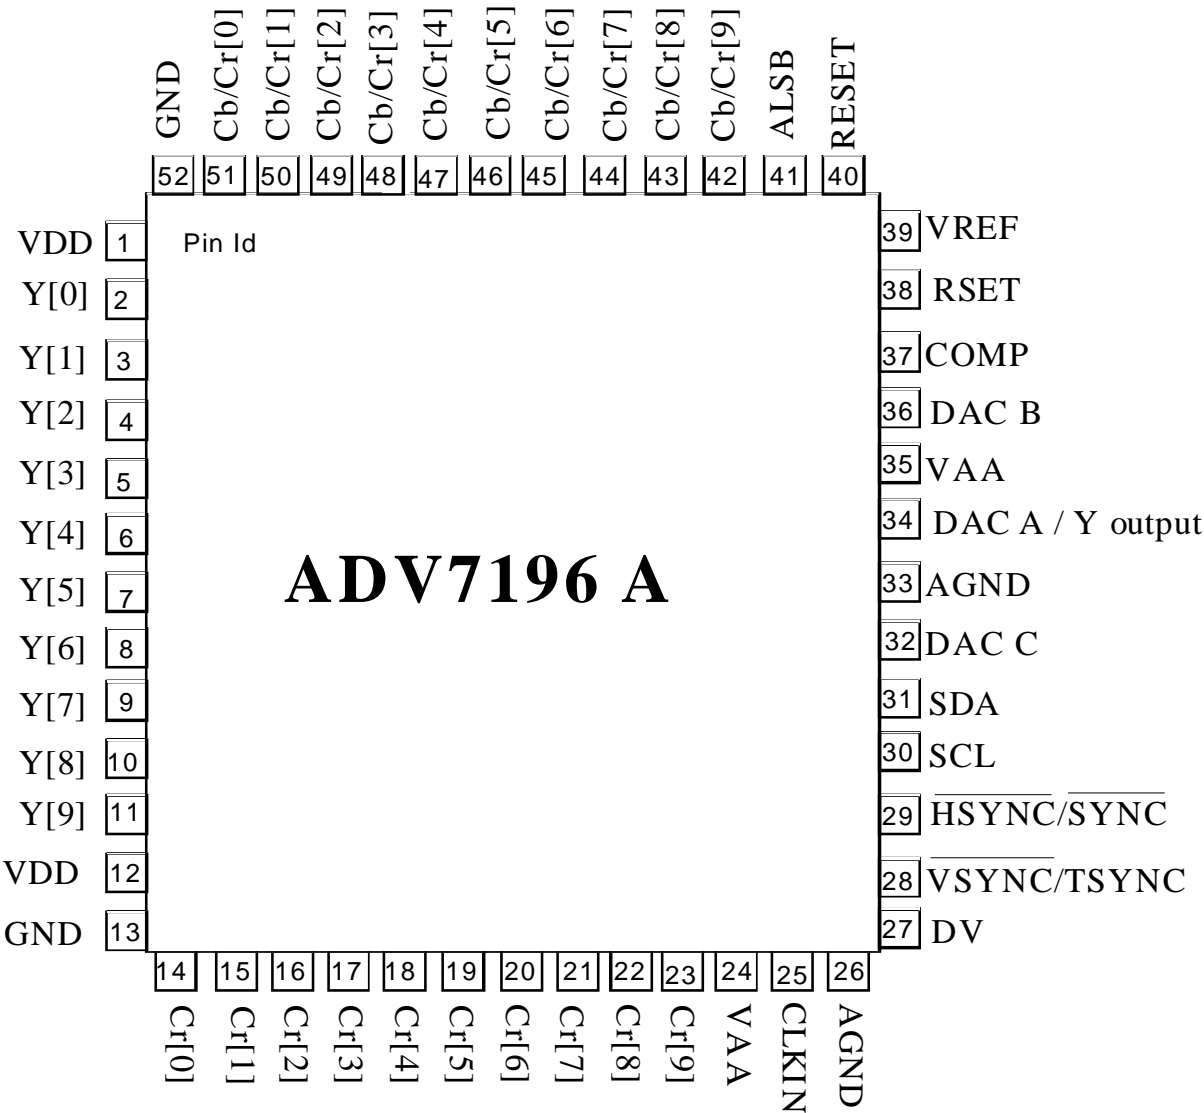 GND
Cb/Cr[0]
Cb/Cr[1]
Cb/Cr[2]
Cb/Cr[3]
Cb/Cr[4]
Cb/Cr[5]
Cb/Cr[6]
Cb/Cr[7]
Cb/Cr[8]
Cb/Cr[9]
ALSB
RESET
52 51 50 49 48 47 46 45 44 43 42 41 40
Pin Id
ADV7196 A
VDD 1
Y[0] 2
Y[1] 3
Y[2] 4
Y[3] 5
Y[4] 6
Y[5] 7
Y[6] 8
Y[7] 9
Y[8] 10
Y[9] 11
VDD 12
GND 13
39 VREF
38 RSET
37 COMP
36 DAC B
35 VAA
34 DAC A / Y output
33 AGND
32 DAC C
31 SDA
30 SCL
29 HSYNC/SYNC
28 VSYNC/TSYNC
27 DV
14 15 16 17 18 19 20 21 22 23 24 25 26
Cr[0]
Cr[1]
Cr[2]
Cr[3]
Cr[4]
Cr[5]
Cr[6]
Cr[7]
Cr[8]
Cr[9]
VAA
CLKIN
AGND